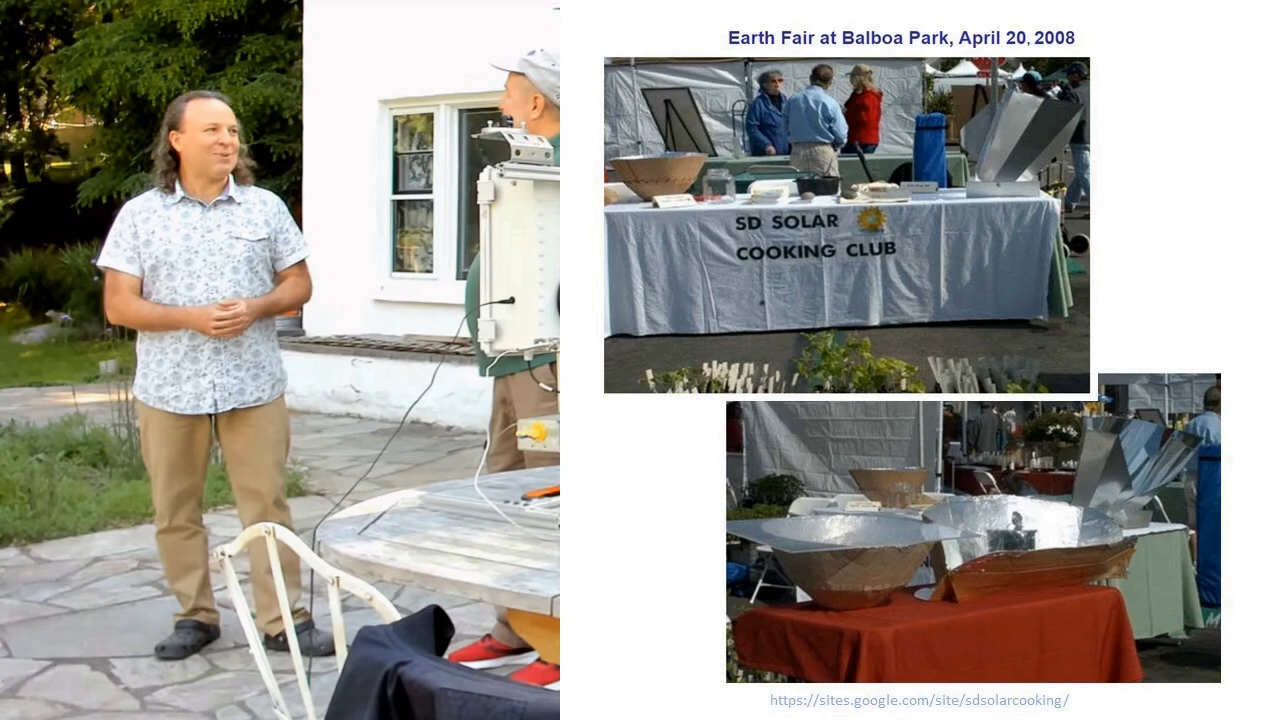 Earth Fair at Balboa Park, April 20, 2008
SD SOLAR
COOKING CLUB
https://sites.google.com/site/sdsolarcooking/